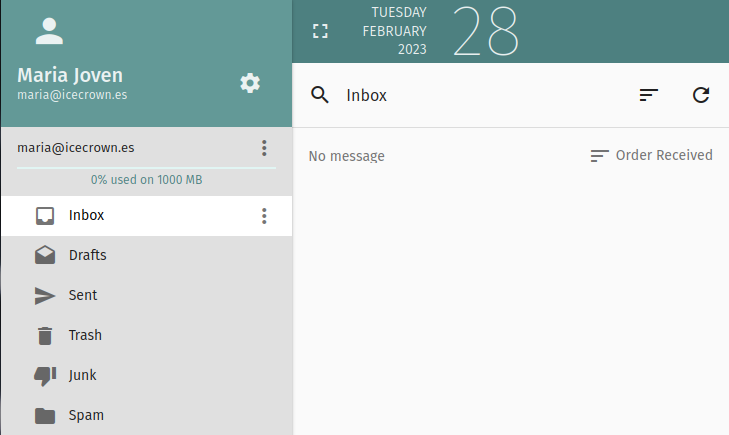 Maria Joven
maria@icecrown.es
maria@icecrown.es
0% used on 1000 MB
Inbox
Drafts
Sent
Trash
Junk
Spam
TUESDAY
FEBRUARY
2023
28
Inbox
No message
Order Received